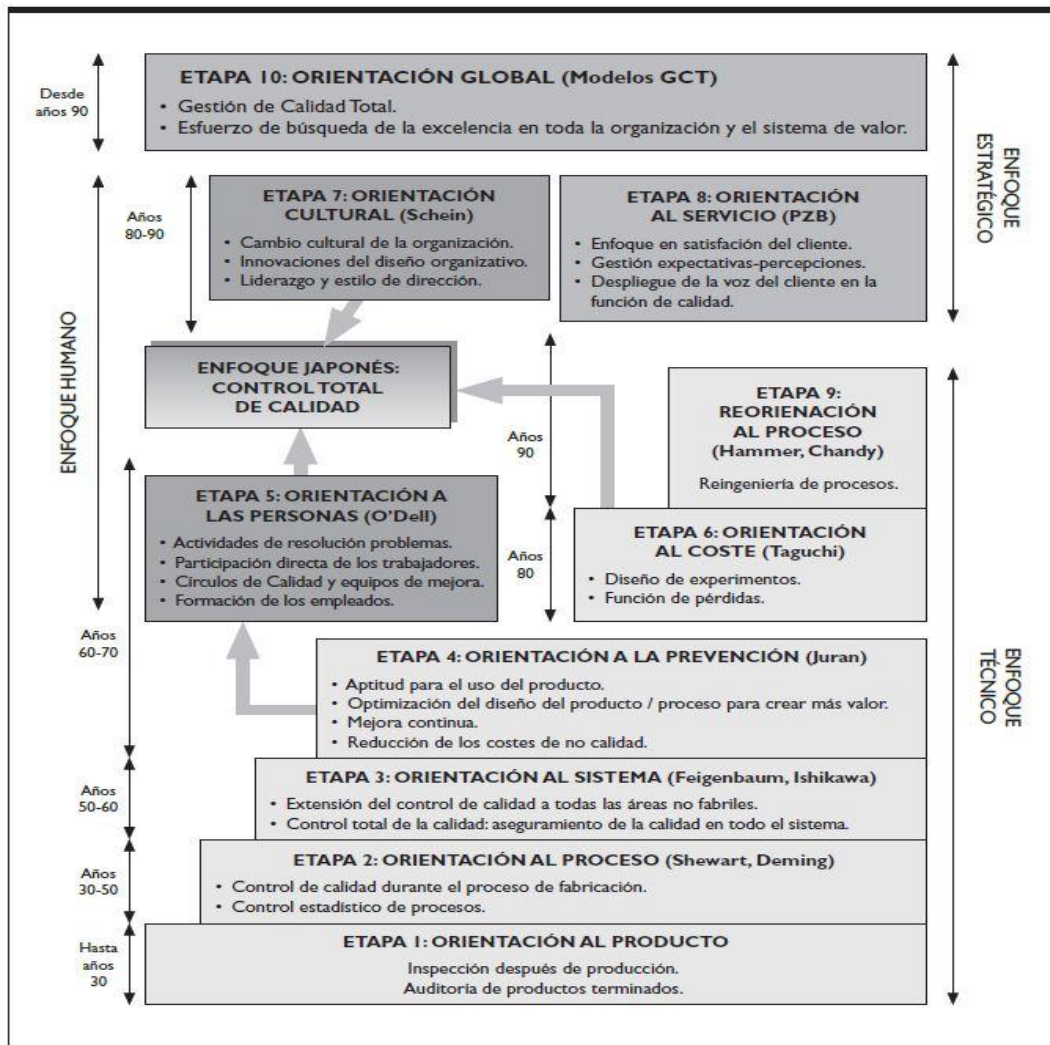 Desde
años 90
ETAPA 10: ORIENTACIÓN GLOBAL (Modelos GCT)
• Gestión de Calidad Total.
• Esfuerzo de búsqueda de la excelencia en toda la organización y el sistema de valor.
ENFOQUE
ESTRATÉGICO
ENFOQUE HUMANO
Años
80-90
ETAPA 7: ORIENTACIÓN
CULTURAL (Schein)
• Cambio cultural de la organización.
• Innovaciones del diseño organizativo.
• Liderazgo y estilo de dirección.
ETAPA 8: ORIENTACIÓN
AL SERVICIO (PZB)
• Enfoque en satisfacción del cliente.
• Gestión expectativas-percepciones.
• Despliegue de la voz del cliente en la
función de calidad.
ENFOQUE JAPONÉS:
CONTROL TOTAL
DE CALIDAD
Años
90
ETAPA 9:
REORIENACIÓN
AL PROCESO
(Hammer, Chandy)
Reingeniería de procesos.
ETAPA 5: ORIENTACIÓN A
LAS PERSONAS (O'Dell)
• Actividades de resolución problemas.
• Participación directa de los trabajadores.
• Círculos de Calidad y equipos de mejora.
• Formación de los empleados.
Años
80
ETAPA 6: ORIENTACIÓN
AL COSTE (Taguchi)
• Diseño de experimentos.
• Función de pérdidas.
Años
60-70
ETAPA 4: ORIENTACIÓN A LA PREVENCIÓN (Juran)
• Aptitud para el uso del producto.
• Optimización del diseño del producto / proceso para crear más valor.
• Mejora continua.
• Reducción de los costes de no calidad.
ENFOQUE
TÉCNICO
Años
50-60
ETAPA 3: ORIENTACIÓN AL SISTEMA (Feigenbaum, Ishikawa)
• Extensión del control de calidad a todas las áreas no fabriles.
• Control total de la calidad: aseguramiento de la calidad en todo el sistema.
Años
30-50
ETAPA 2: ORIENTACIÓN AL PROCESO (Shewart, Deming)
• Control de calidad durante el proceso de fabricación.
• Control estadístico de procesos.
Hasta
años
30
ETAPA 1: ORIENTACIÓN AL PRODUCTO
Inspección después de producción.
Auditoría de productos terminados.